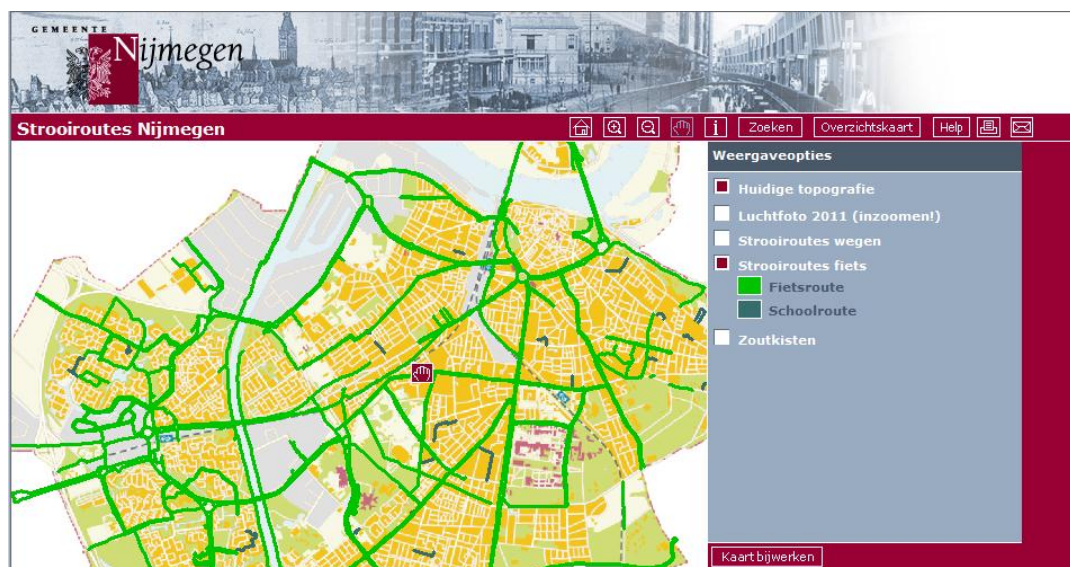 GEMEENTE
Nijmegen
Strooiroutes Nijmegen
i Zoeken Overzichtskaart Help
Weergaveopties
Huidige topografie
Luchtfoto 2011 (inzoomen!)
Strooiroutes wegen
Strooiroutes fiets
Fietsroute
Schoolroute
Zoutkisten
Kaart bijwerken